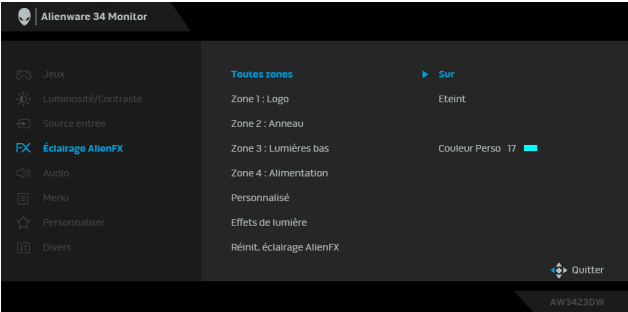 Alienware 34 Monitor
Jeux
Luminosité/Contraste
Source entrée
FX Éclairage AlienFX
Audio
Menu
Personnaliser
Divers
Toutes zones
Zone 1 : Logo
Zone 2 : Anneau
Zone 3 : Lumières bas
Zone 4 : Alimentation
Personnalisé
Effets de lumière
Réinit. éclairage AlienFX
Sur
Eteint
Couleur Perso 17
Quitter
AW3423DW